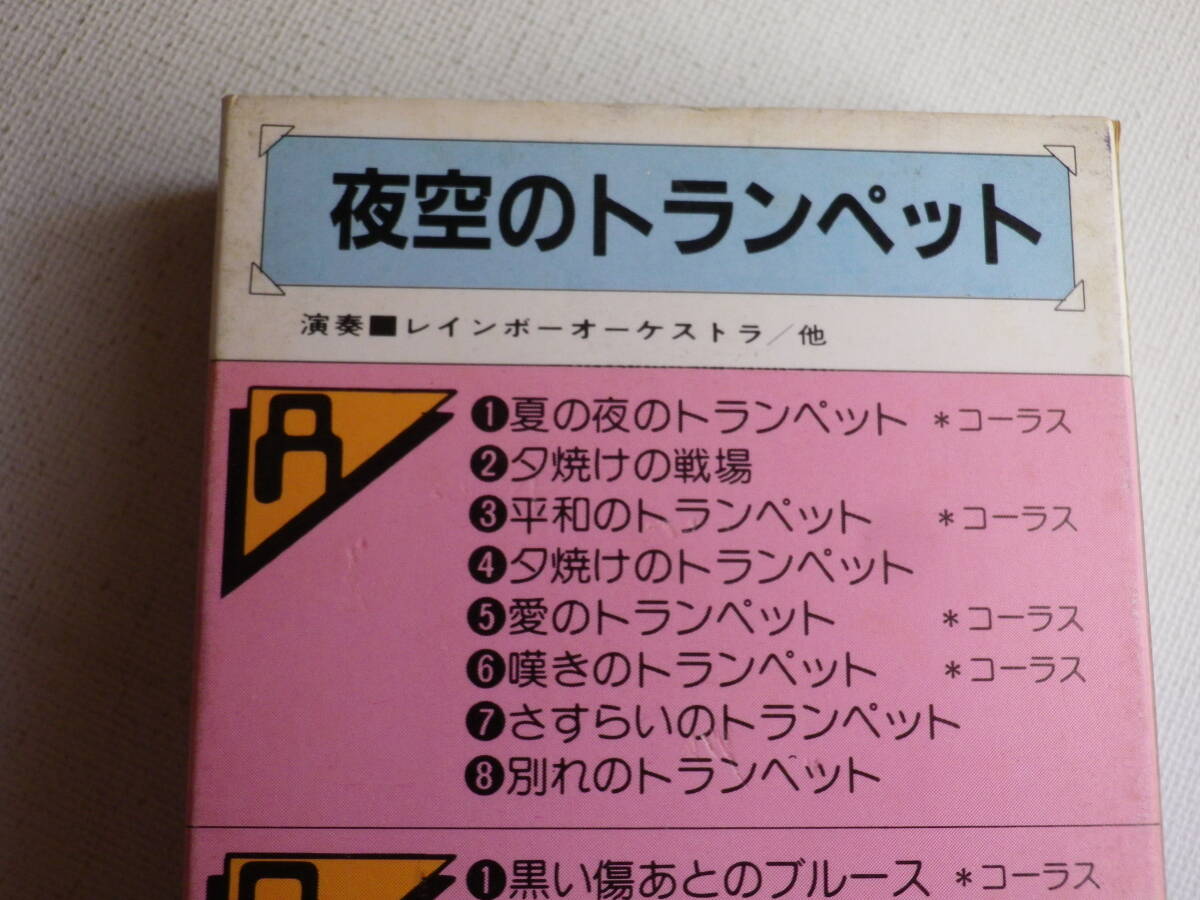 夜空のトランペット
演奏■レインボーオーケストラ/他
A
❶夏の夜のトランペット *コーラス
❷夕焼けの戦場
❸平和のトランペット *コーラス
❹夕焼けのトランペット
❺愛のトランペット *コーラス
❻嘆きのトランペット *コーラス
❼さすらいのトランペット
❽別れのトランペット
❶黒い傷あとのブルース *コーラス